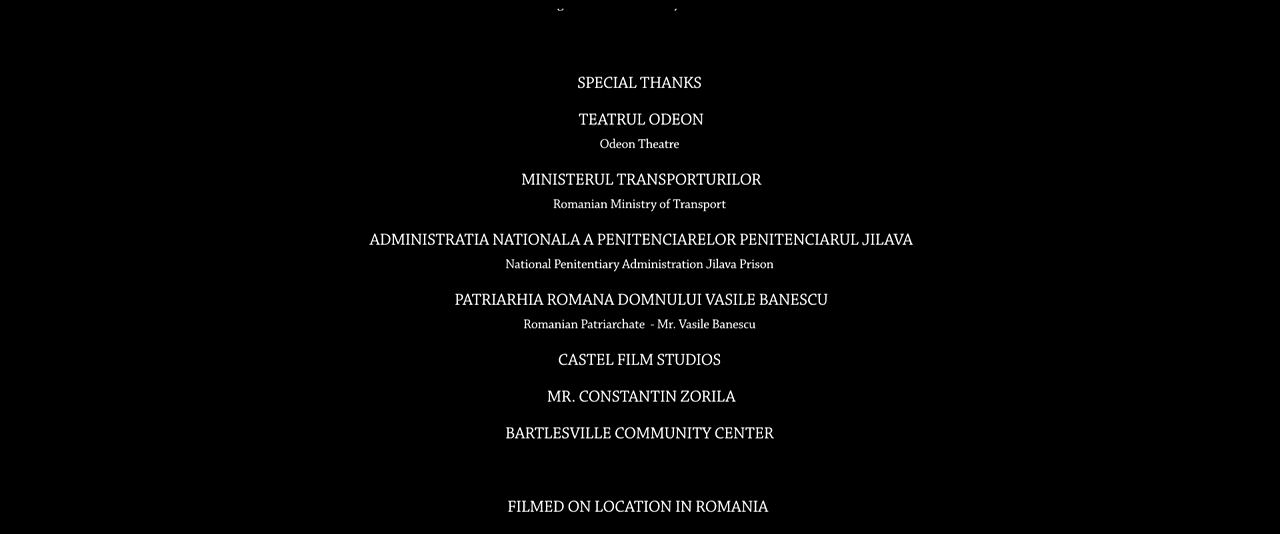 SPECIAL THANKS
TEATRUL ODEON
Odeon Theatre
MINISTERUL TRANSPORTURILOR
Romanian Ministry of Transport
ADMINISTRATIA NATIONALA A PENITENCIARELOR PENITENCIARUL JILAVA
National Penitentiary Administration Jilava Prison
PATRIARHIA ROMANA DOMNULUI VASILE BANESCU
Romanian Patriarchate - Mr. Vasile Banescu
CASTEL FILM STUDIOS
MR. CONSTANTIN ZORILA
BARTLESVILLE COMMUNITY CENTER
FILMED ON LOCATION IN ROMANIA